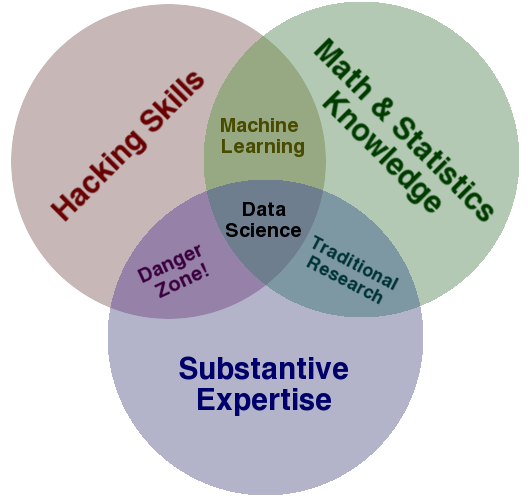 Hacking Skills
Math & Statistics
Knowledge
Machine
Learning
Data
Science
Danger
Zone!
Traditional
Research
Substantive
Expertise